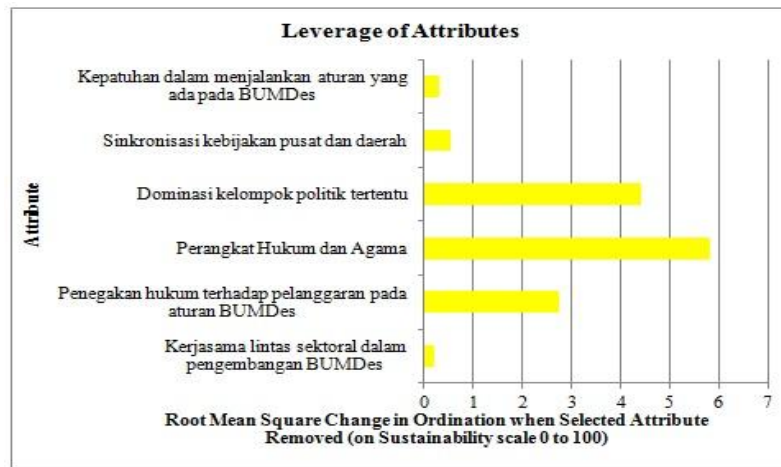 Leverage of Attributes
Kepatuhan dalam menjalankan aturan yang
ada pada BUMDes
Sinkronisasi kebijakan pusat dan daerah
Dominasi kelompok politik tertentu
Attribute
Perangkat Hukum dan Agama
Penegakan hukum terhadap pelanggaran pada
aturan BUMDes
Kerjasama lintas sektoral dalam
pengembangan BUMDes
0 1 2 3 4 5 6 7
Root Mean Square Change in Ordination when Selected Attribute
Removed (on Sustainability scale 0 to 100)